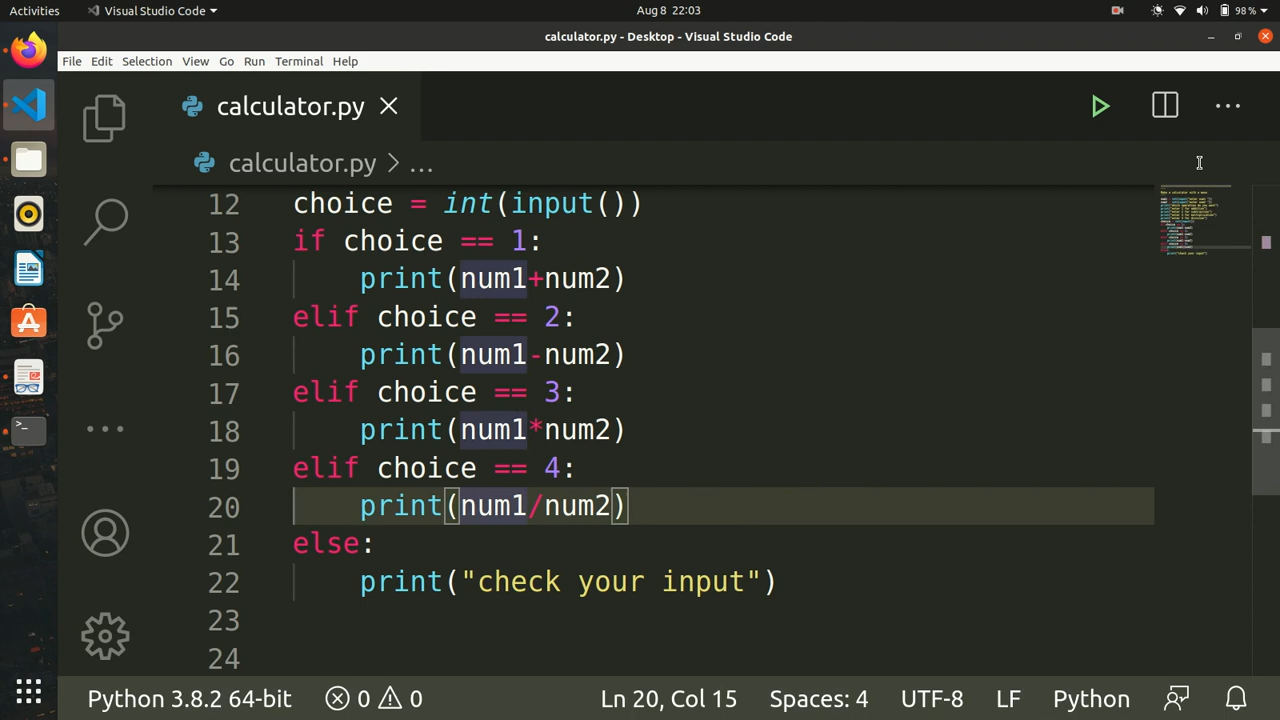 Activities
Visual Studio Code
Aug 8 22:03
98%
calculator.py - Desktop - Visual Studio Code
File Edit Selection View Go Run Terminal Help
calculator.py
calculator.py > ...
12 choice = int(input())
13 if choice == 1:
14 print(num1+num2)
15 elif choice == 2:
16 print(num1-num2)
17 elif choice == 3:
18 print(num1*num2)
19 elif choice == 4:
20 print(num1/num2)
21 else:
22 print("check your input")
23
24
Python 3.8.2 64-bit 0 0 Ln 20, Col 15 Spaces: 4 UTF-8 LF Python